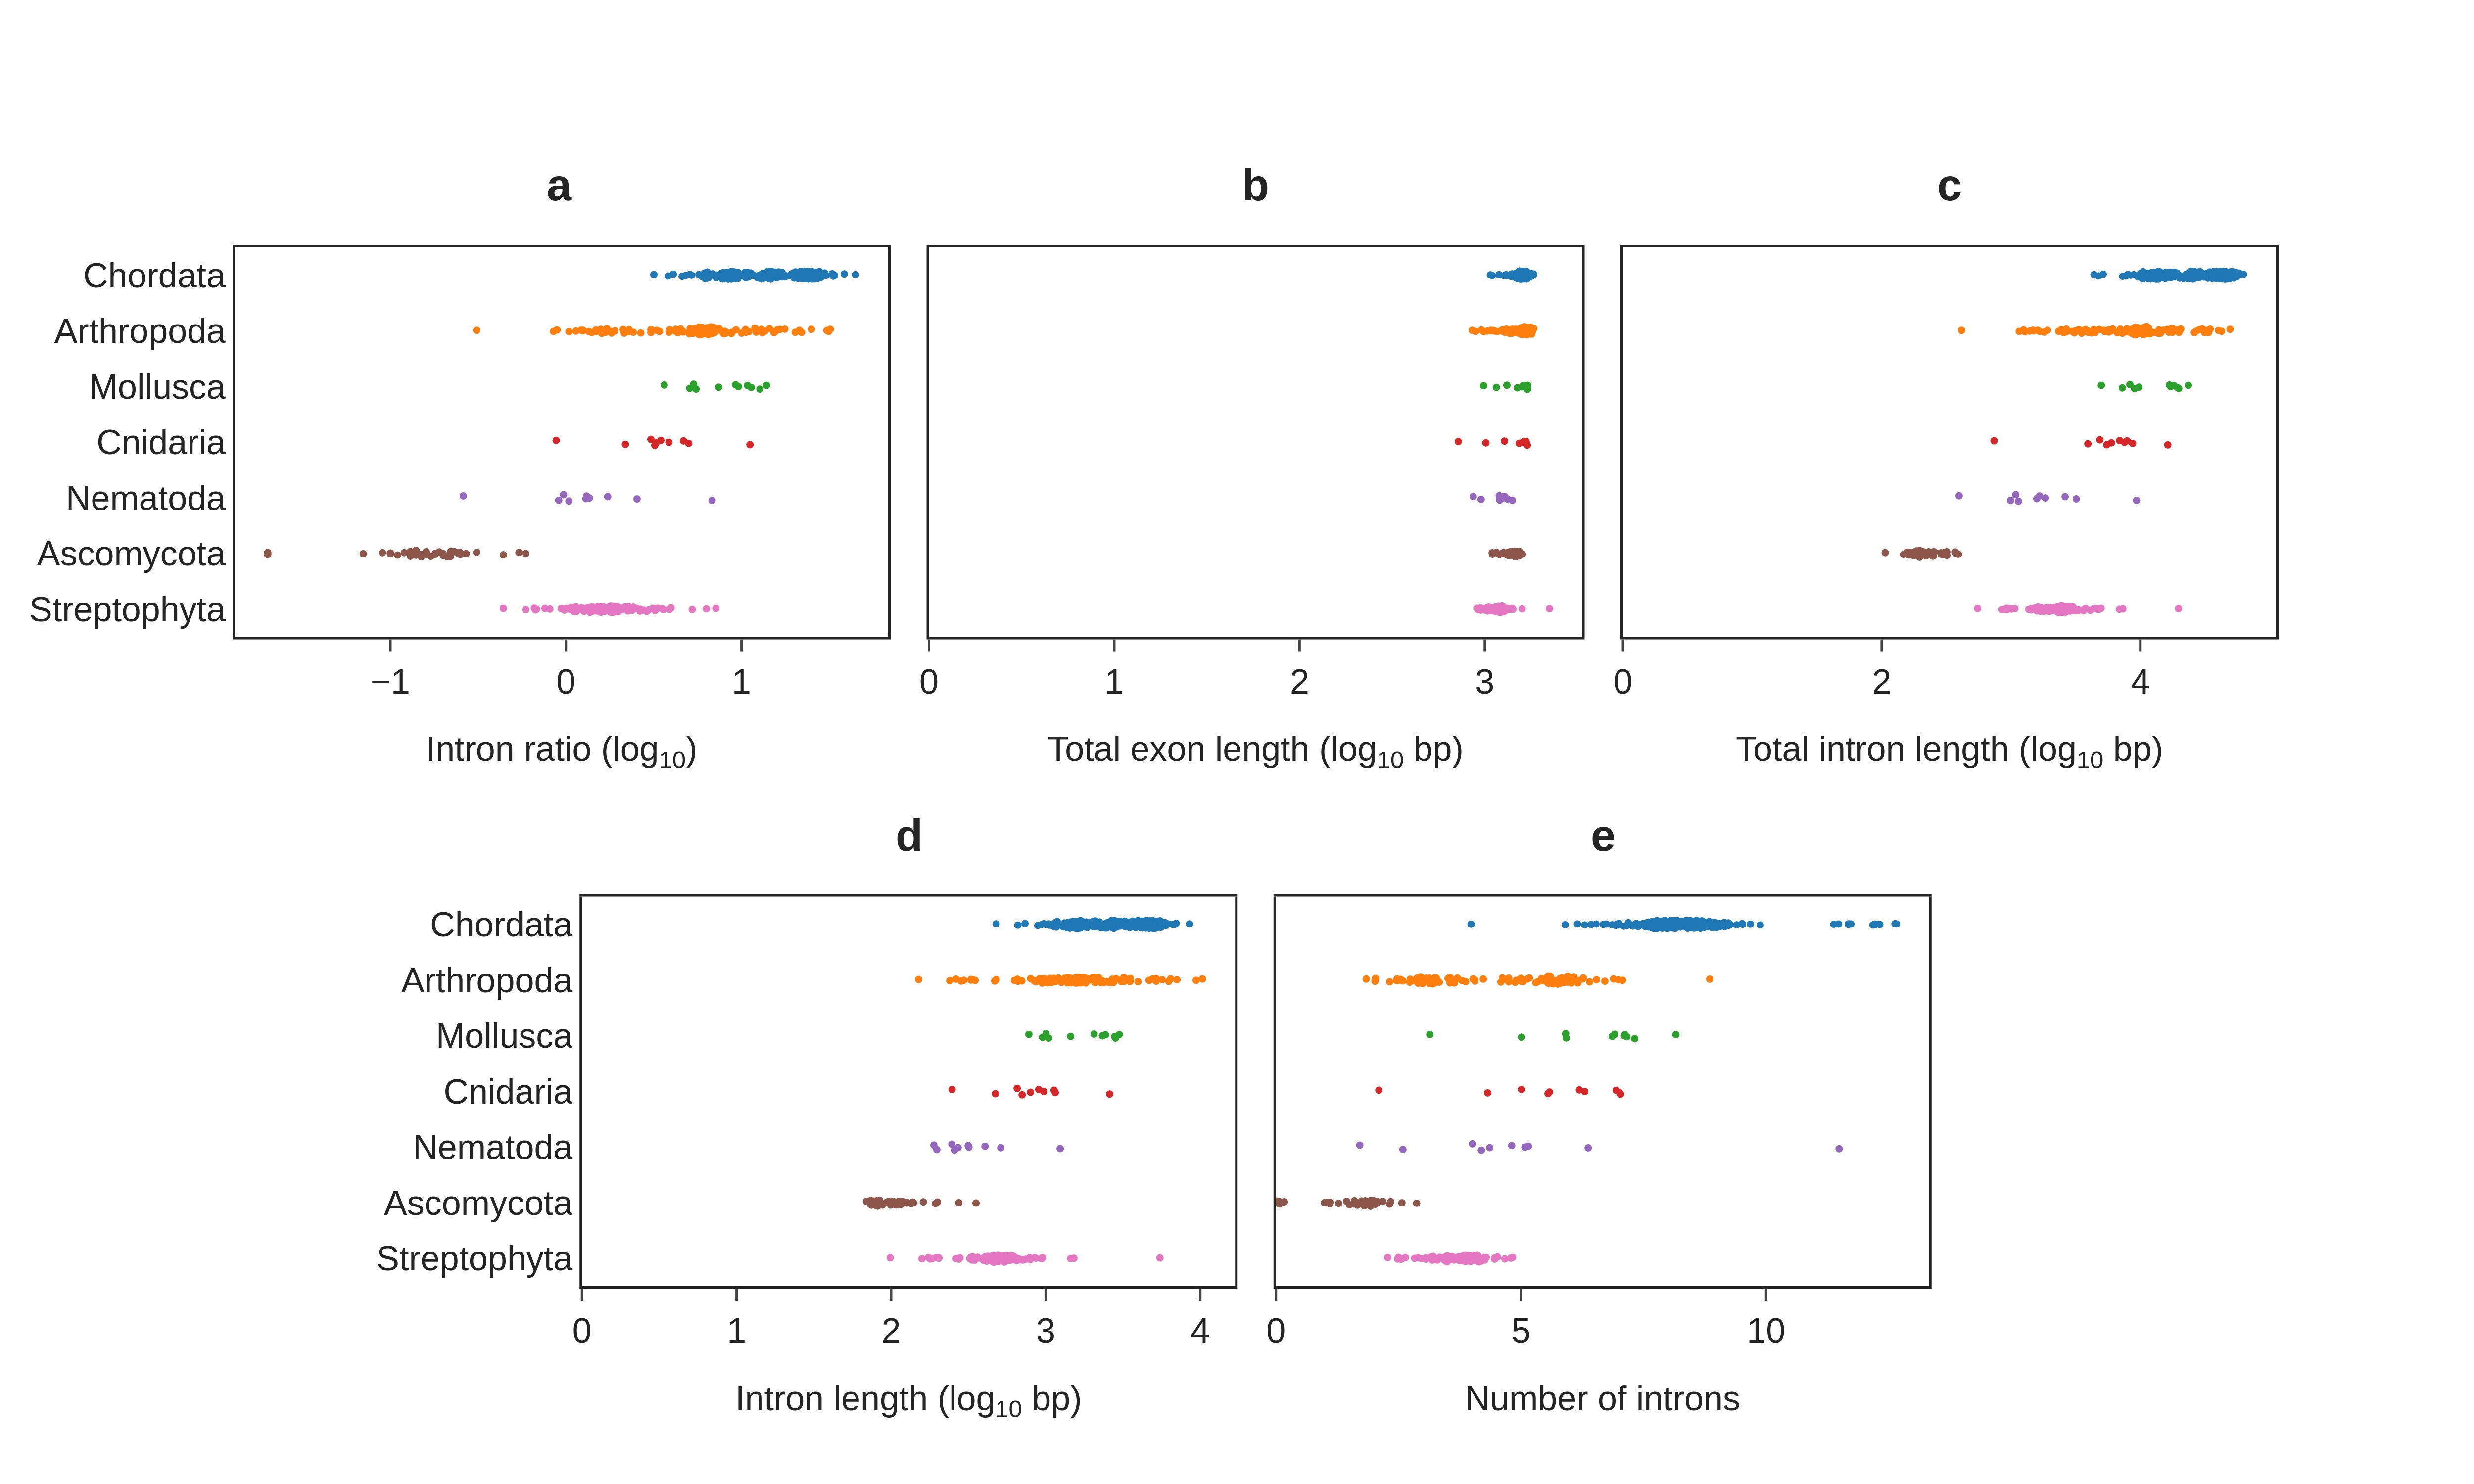 a b c
Chordata
Arthropoda
Mollusca
Cnidaria
Nematoda
Ascomycota
Streptophyta
−1 0 1 0 1 2 3 0 2 4
Intron ratio (log10) Total exon length (log10 bp) Total intron length (log10 bp)
d e
Chordata
Arthropoda
Mollusca
Cnidaria
Nematoda
Ascomycota
Streptophyta
0 1 2 3 4 0 5 10
Intron length (log10 bp) Number of introns